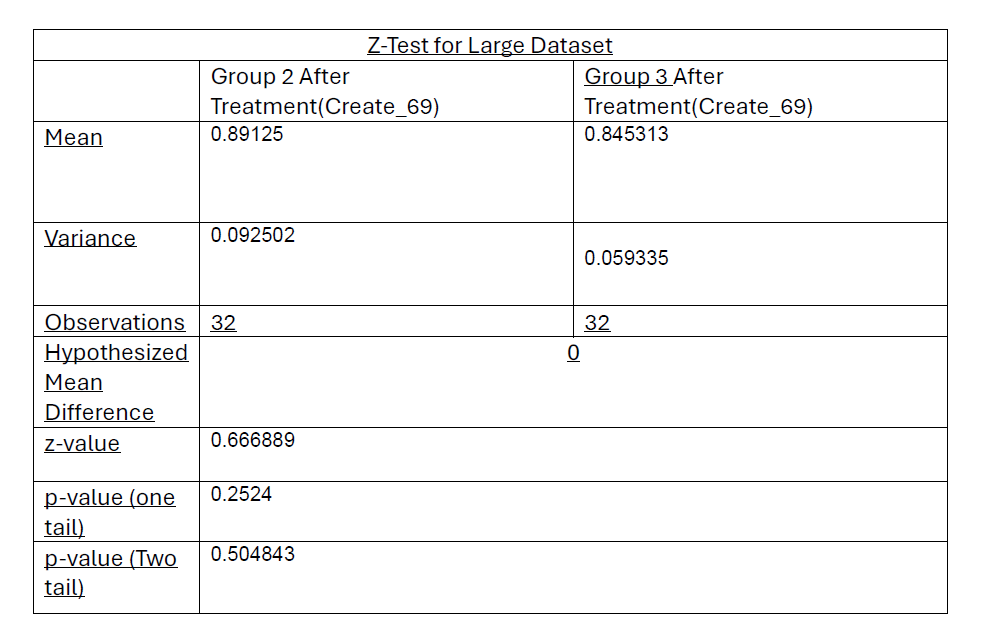 Z-Test for Large Dataset
Group 2 After
Treatment(Create_69)
Group 3 After
Treatment(Create_69)
Mean
0.89125
0.845313
Variance
0.092502
0.059335
Observations
32
32
Hypothesized
Mean
Difference
0
z-value
0.666889
p-value (one
tail)
0.2524
p-value (Two
tail)
0.504843